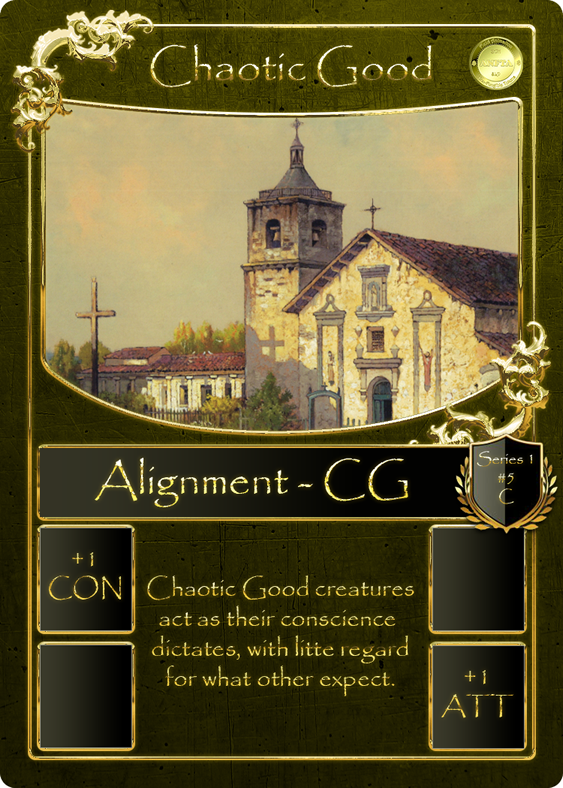 Chaotic Good
Alignment - CG
Series 1
#5
C
+1
CON
Chaotic Good creatures
act as their conscience
dictates, with litte regard
for what other expect.
+1
ATT